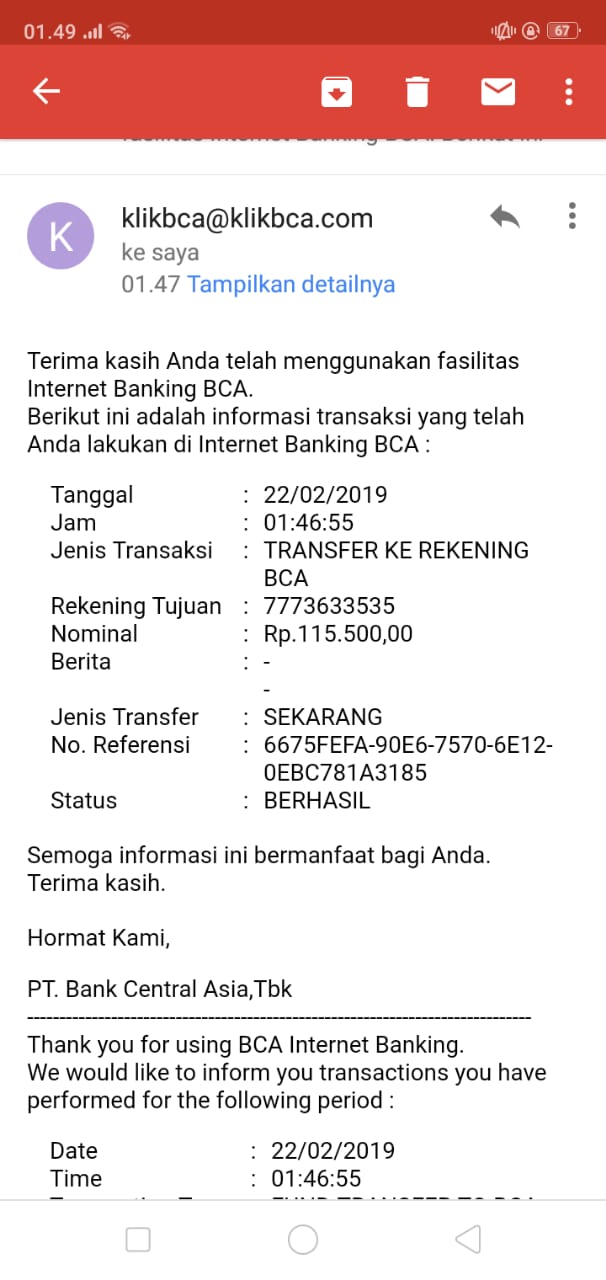 01.49 67
K
klikbca@klikbca.com
ke saya
01.47 Tampilkan detailnya
Terima kasih Anda telah menggunakan fasilitas
Internet Banking BCA.
Berikut ini adalah informasi transaksi yang telah
Anda lakukan di Internet Banking BCA :
Tanggal : 22/02/2019
Jam : 01:46:55
Jenis Transaksi : TRANSFER KE REKENING
BCA
Rekening Tujuan : 7773633535
Nominal : Rp.115.500,00
Berita : -
-
Jenis Transfer : SEKARANG
No. Referensi : 6675FEFA-90E6-7570-6E12-
0EBC781A3185
Status : BERHASIL
Semoga informasi ini bermanfaat bagi Anda.
Terima kasih.
Hormat Kami,
PT. Bank Central Asia,Tbk
--------------------------------------------------------------------------------
Thank you for using BCA Internet Banking.
We would like to inform you transactions you have
performed for the following period :
Date : 22/02/2019
Time : 01:46:55